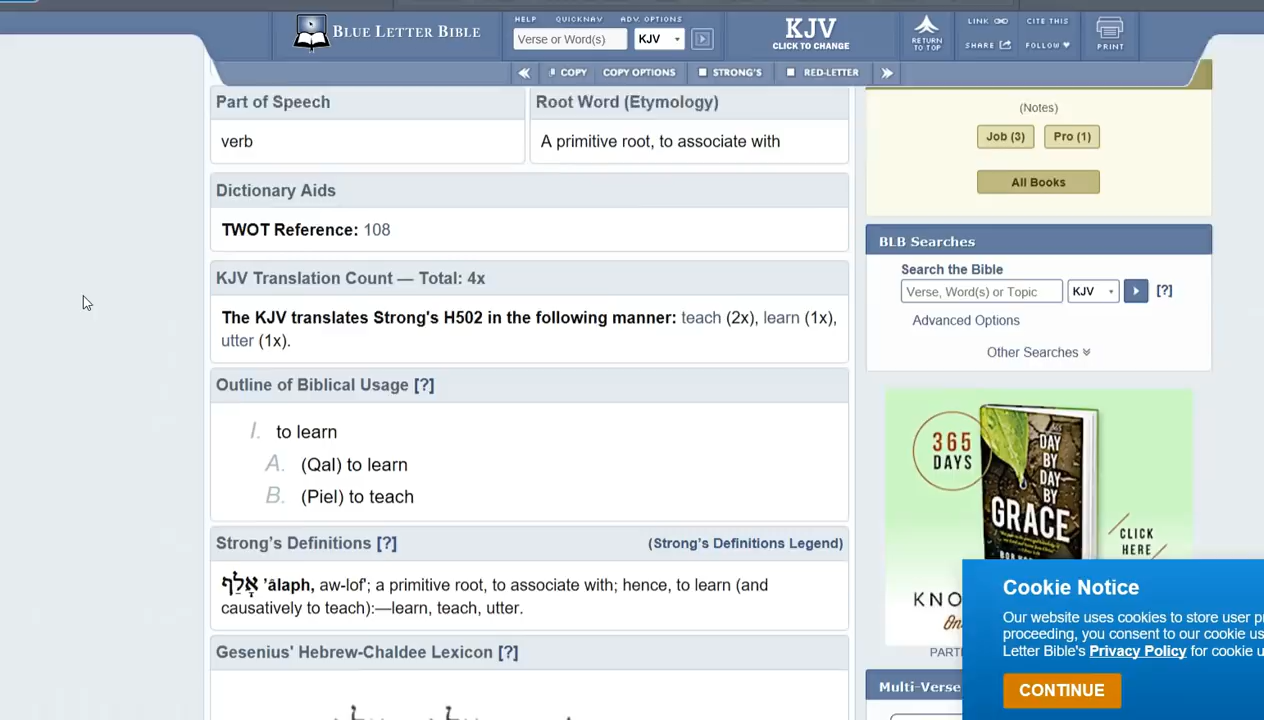 BLUE LETTER BIBLE
HELP QUICKNAV ADV. OPTIONS
Verse or Word(s) KJV
KJV
CLICK TO CHANGE
RETURN TO TOP
LINK CITE THIS
SHARE FOLLOW
PRINT
COPY COPY OPTIONS STRONG'S RED-LETTER
Part of Speech
verb
Root Word (Etymology)
A primitive root, to associate with
Dictionary Aids
TWOT Reference: 108
KJV Translation Count — Total: 4x
The KJV translates Strong's H502 in the following manner: teach (2x), learn (1x),
utter (1x).
Outline of Biblical Usage [?]
I. to learn
A. (Qal) to learn
B. (Piel) to teach
Strong's Definitions [?] (Strong's Definitions Legend)
אָלַף 'âlaph, aw-lof'; a primitive root, to associate with; hence, to learn (and
causatively to teach):—learn, teach, utter.
Gesenius' Hebrew-Chaldee Lexicon [?]
(Notes)
Job (3) Pro (1)
All Books
BLB Searches
Search the Bible
Verse, Word(s) or Topic KJV [?]
Advanced Options
Other Searches
365
DAYS
DAY
BY
DAY
BY
GRACE
CLICK
HERE
Multi-Verse
Cookie Notice
Our website uses cookies to store user
proceeding, you consent to our cookie
Letter Bible's Privacy Policy for cookie
CONTINUE